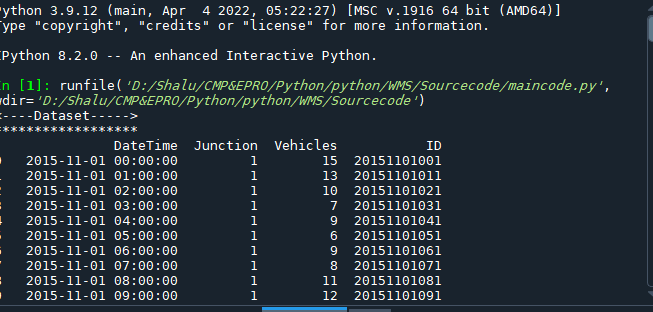 Python 3.9.12 (main, Apr  4 2022, 05:22:27) [MSC v.1916 64 bit (AMD64)]
Type "copyright", "credits" or "license" for more information.
IPython 8.2.0 -- An enhanced Interactive Python.
In [1]: runfile('D:/Shalu/CMP&EPRO/Python/python/WMS/Sourcecode/maincode.py',
wdir='D:/Shalu/CMP&EPRO/Python/python/WMS/Sourcecode')
<----Dataset----->
******************
DateTime Junction Vehicles ID
0 2015-11-01 00:00:00 1 15 20151101001
1 2015-11-01 01:00:00 1 13 20151101011
2 2015-11-01 02:00:00 1 10 20151101021
3 2015-11-01 03:00:00 1 7 20151101031
4 2015-11-01 04:00:00 1 9 20151101041
5 2015-11-01 05:00:00 1 6 20151101051
6 2015-11-01 06:00:00 1 9 20151101061
7 2015-11-01 07:00:00 1 8 20151101071
8 2015-11-01 08:00:00 1 11 20151101081
9 2015-11-01 09:00:00 1 12 20151101091